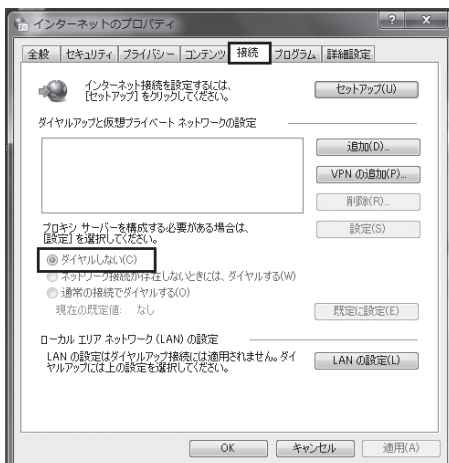 インターネットのプロパティ
? x
全般 セキュリティ プライバシー コンテンツ 接続 プログラム 詳細設定
インターネット接続を設定するには、
[セットアップ] をクリックしてください。
セットアップ(U)
ダイヤルアップと仮想プライベート ネットワークの設定
追加(D)...
VPN の追加(P)...
削除(R)...
プロキシ サーバーを構成する必要がある場合は、
[設定] を選択してください。
設定(S)
ダイヤルしない(C)
ネットワーク接続が存在しないときには、ダイヤルする(W)
通常の接続でダイヤルする(O)
現在の既定値: なし
既定に設定(E)
ローカル エリア ネットワーク (LAN) の設定
LAN の設定はダイヤルアップ接続には適用されません。ダイ
ヤルアップには上の設定を選択してください。
LAN の設定(L)
OK キャンセル 適用(A)